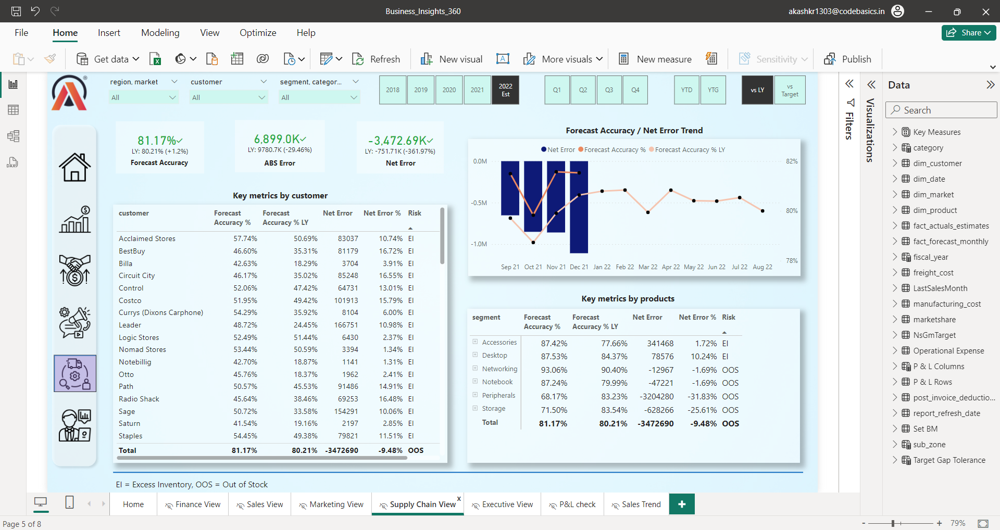 Business_Insights_360
akashkr1303@codebasics.in
File Home Insert Modeling View Optimize Help
Share
Get data
Refresh
New visual
More visuals
New measure
Sensitivity
Publish
region, market
All
customer
All
segment, categor...
All
2018 2019 2020 2021 2022 Est
Q1 Q2 Q3 Q4
YTD YTG
vs LY vs Target
81.17%
LY: 80.21% (+1.2%)
Forecast Accuracy
6,899.0K
LY: 9780.7K (-29.46%)
ABS Error
-3,472.69K
LY: -751.71K (-361.97%)
Net Error
Key metrics by customer
customer Forecast Accuracy % Forecast Accuracy % LY Net Error Net Error % Risk
Acclaimed Stores 57.74% 50.69% 83037 10.74% EI
BestBuy 46.60% 35.31% 81179 16.72% EI
Billa 42.63% 18.29% 3704 3.91% EI
Circuit City 46.17% 35.02% 85248 16.55% EI
Control 52.06% 47.42% 64731 13.01% EI
Costco 51.95% 49.42% 101913 15.79% EI
Currys (Dixons Carphone) 54.29% 35.92% 8104 6.00% EI
Leader 48.72% 24.45% 166751 10.98% EI
Logic Stores 52.49% 51.44% 6430 2.37% EI
Nomad Stores 53.44% 50.59% 3394 1.34% EI
Notebillig 42.70% 18.87% 1141 1.31% EI
Otto 45.76% 18.37% 1962 2.41% EI
Path 50.57% 45.53% 91486 14.91% EI
Radio Shack 45.64% 38.46% 69253 16.48% EI
Sage 50.72% 33.58% 154291 10.06% EI
Saturn 41.54% 19.16% 2197 2.85% EI
Staples 54.45% 49.38% 79821 11.51% EI
Total 81.17% 80.21% -3472690 -9.48% OOS
Forecast Accuracy / Net Error Trend
Net Error Forecast Accuracy % Forecast Accuracy % LY
0.0M 82%
-0.5M
80%
-1.0M
78%
Sep 21 Oct 21 Nov 21 Dec 21 Jan 22 Feb 22 Mar 22 Apr 22 May 22 Jun 22 Jul 22 Aug 22
Key metrics by products
segment Forecast Accuracy % Forecast Accuracy % LY Net Error Net Error % Risk
Accessories 87.42% 77.66% 341468 1.72% EI
Desktop 87.53% 84.37% 78576 10.24% EI
Networking 93.06% 90.40% -12967 -1.69% OOS
Notebook 87.24% 79.99% -47221 -1.69% OOS
Peripherals 68.17% 83.23% -3204280 -31.83% OOS
Storage 71.50% 83.54% -628266 -25.61% OOS
Total 81.17% 80.21% -3472690 -9.48% OOS
EI = Excess Inventory, OOS = Out of Stock
Filters
Visualizations
Data
Search
Key Measures
category
dim_customer
dim_date
dim_market
dim_product
fact_actuals_estimates
fact_forecast_monthly
fiscal_year
freight_cost
LastSalesMonth
manufacturing_cost
marketshare
NsGmTarget
Operational Expense
P & L Columns
P & L Rows
post_invoice_deductio...
report_refresh_date
Set BM
sub_zone
Target Gap Tolerance
DAX
Home
Finance View
Sales View
Marketing View
Supply Chain View X
Executive View
P&L check
Sales Trend
Page 5 of 8
- + 79%